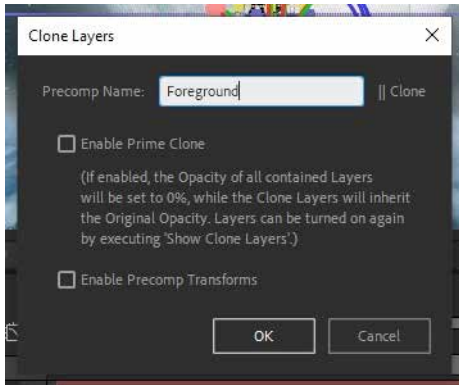 Clone Layers
Precomp Name: Foreground || Clone
Enable Prime Clone
(If enabled, the Opacity of all contained Layers
will be set to 0%, while the Clone Layers will inherit
the Original Opacity. Layers can be turned on again
by executing 'Show Clone Layers'.)
Enable Precomp Transforms
OK Cancel